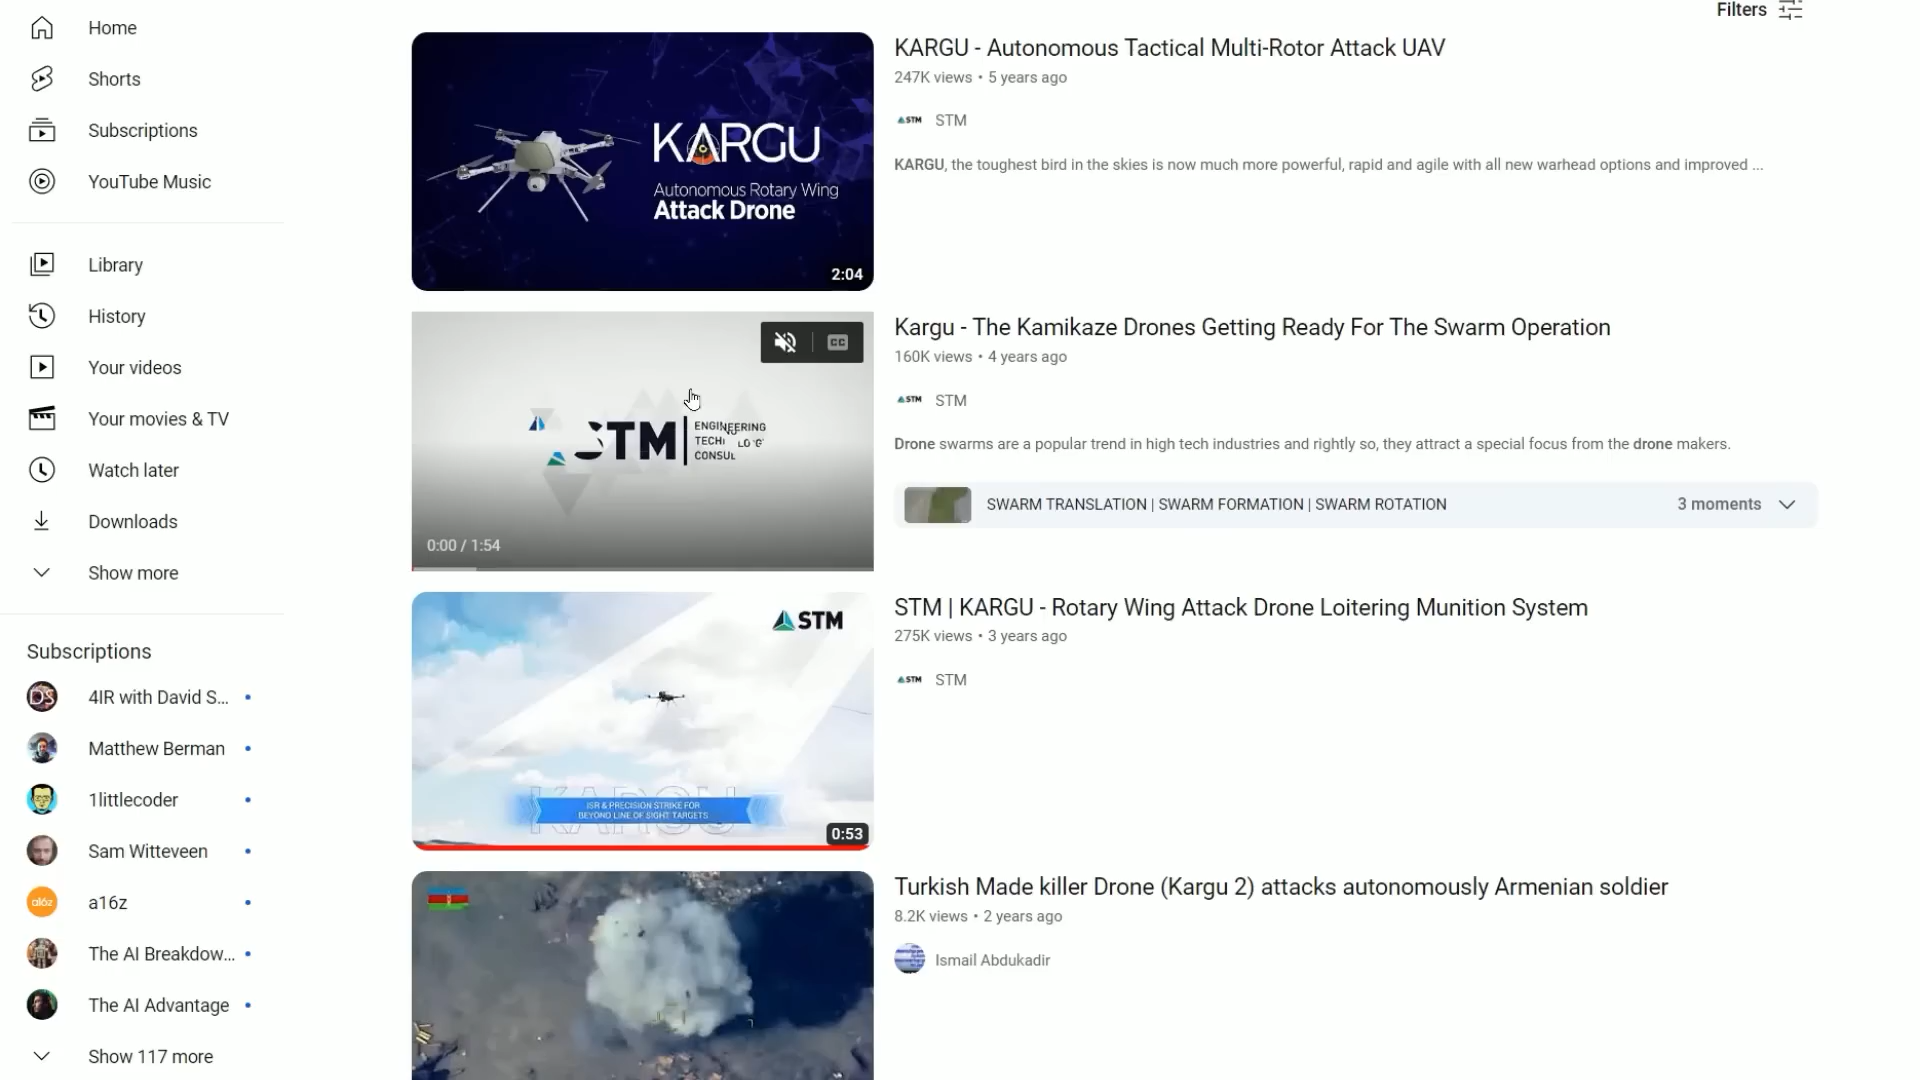 Filters
Home
Shorts
Subscriptions
YouTube Music
Library
History
Your videos
Your movies & TV
Watch later
Downloads
Show more
Subscriptions
4IR with David S...
Matthew Berman
1littlecoder
Sam Witteveen
a16z
The AI Breakdow...
The AI Advantage
Show 117 more
KARGU
Autonomous Rotary Wing
Attack Drone
2:04
KARGU - Autonomous Tactical Multi-Rotor Attack UAV
247K views • 5 years ago
STM STM
KARGU, the toughest bird in the skies is now much more powerful, rapid and agile with all new warhead options and improved ...
CC
STM
0:00 / 1:54
Kargu - The Kamikaze Drones Getting Ready For The Swarm Operation
160K views • 4 years ago
STM STM
Drone swarms are a popular trend in high tech industries and rightly so, they attract a special focus from the drone makers.
SWARM TRANSLATION | SWARM FORMATION | SWARM ROTATION
3 moments
STM
KARGU
ISR & PRECISION STRIKE FOR
BEYOND LINE OF SIGHT TARGETS
0:53
STM | KARGU - Rotary Wing Attack Drone Loitering Munition System
275K views • 3 years ago
STM STM
Turkish Made killer Drone (Kargu 2) attacks autonomously Armenian soldier
8.2K views • 2 years ago
Ismail Abdukadir